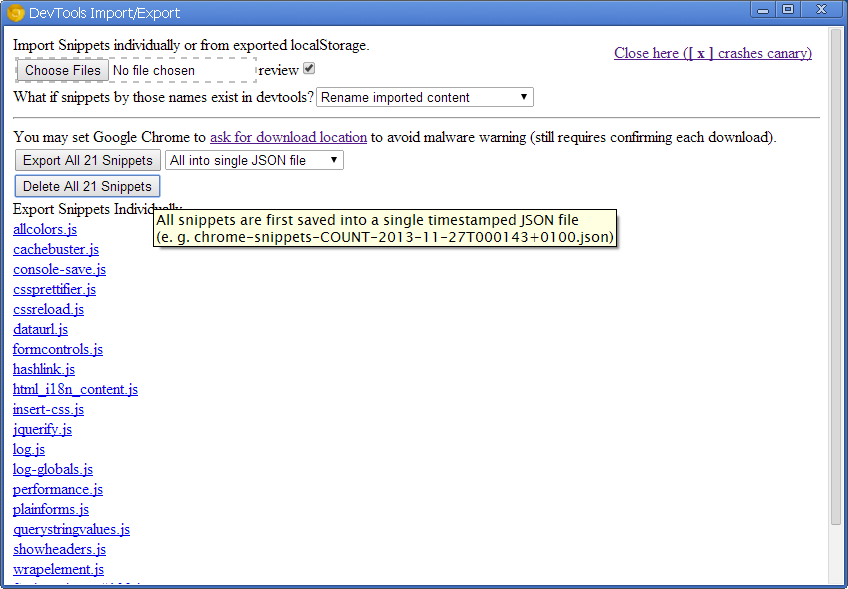 DevTools Import/Export
Import Snippets individually or from exported localStorage.
Close here ([ x ] crashes canary)
Choose Files No file chosen review
What if snippets by those names exist in devtools? Rename imported content
You may set Google Chrome to ask for download location to avoid malware warning (still requires confirming each download).
Export All 21 Snippets All into single JSON file
Delete All 21 Snippets
Export Snippets Individually
All snippets are first saved into a single timestamped JSON file
(e. g. chrome-snippets-COUNT-2013-11-27T000143+0100.json)
allcolors.js
cachebuster.js
console-save.js
cssprettifier.js
cssreload.js
dataurl.js
formcontrols.js
hashlink.js
html_i18n_content.js
insert-css.js
jquerify.js
log.js
log-globals.js
performance.js
plainforms.js
querystringvalues.js
showheaders.js
wrapelement.js